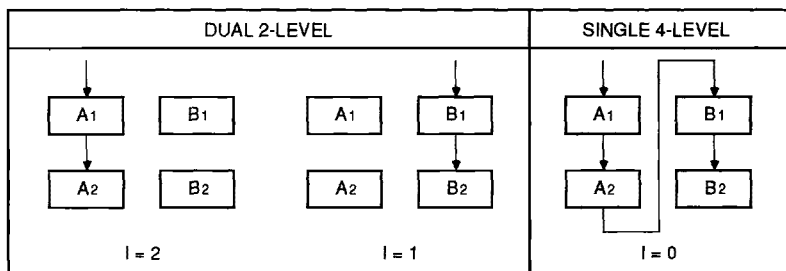 DUAL 2-LEVEL SINGLE 4-LEVEL
A1 B1 A1 B1 A1 B1
A2 B2 A2 B2 A2 B2
I = 2 I = 1 I = 0